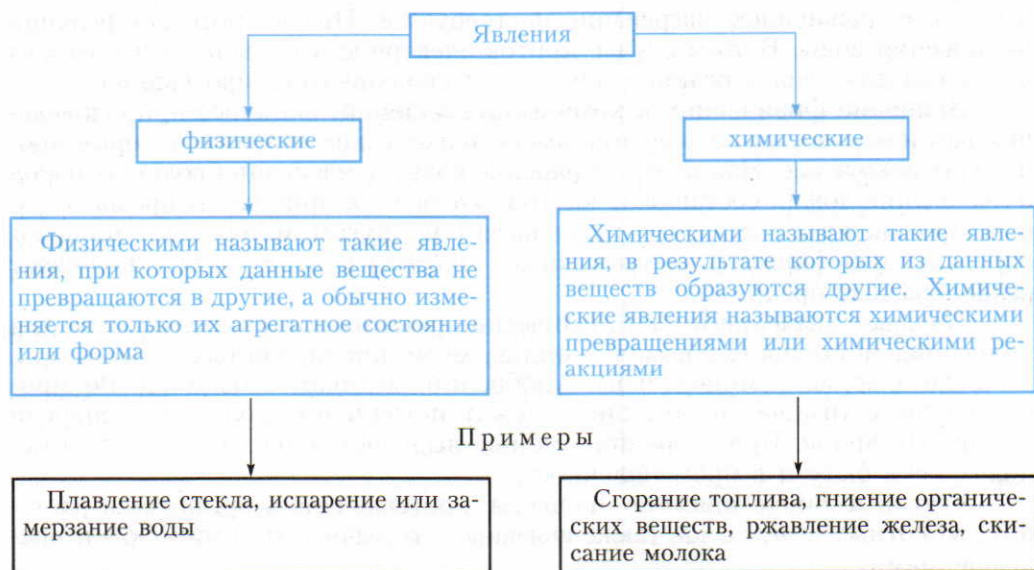 Явления
физические
химические
Физическими называют такие явле-
ния, при которых данные вещества не
превращаются в другие, а обычно изме-
няется только их агрегатное состояние
или форма
Химическими называют такие явле-
ния, в результате которых из данных
веществ образуются другие. Химиче-
ские явления называются химическими
превращениями или химическими ре-
акциями
Примеры
Плавление стекла, испарение или за-
мерзание воды
Сгорание топлива, гниение органиче-
ских веществ, ржавление железа, ски-
сание молока